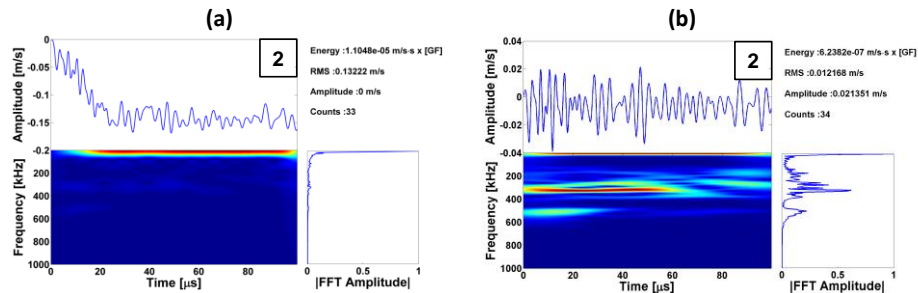 (a)
(b)
0
-0.05
-0.1
-0.15
-0.2
Amplitude [m/s]
2
Energy :1.1048e-05 m/s-s x [GF]
RMS :0.13222 m/s
Amplitude :0 m/s
Counts :33
200
400
600
800
1000
Frequency [kHz]
0 20 40 60 80
Time [μs]
0 0.5 1
|FFT Amplitude|
0.04
0.02
0
-0.02
-0.04
Amplitude [m/s]
2
Energy :6.2382e-07 m/s-s x [GF]
RMS :0.012168 m/s
Amplitude :0.021351 m/s
Counts :34
200
400
600
800
1000
Frequency [kHz]
0 20 40 60 80
Time [μs]
0 0.5 1
|FFT Amplitude|